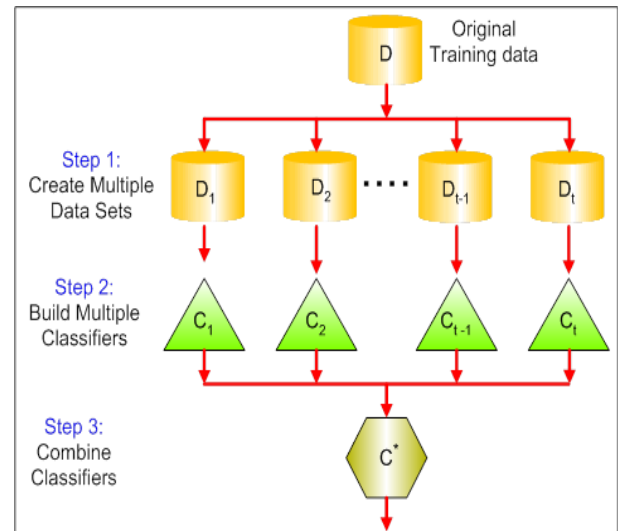 Original
Training data
D
Step 1:
Create Multiple
Data Sets
D1
D2
....
Dt-1
Dt
Step 2:
Build Multiple
Classifiers
C1
C2
Ct-1
Ct
Step 3:
Combine
Classifiers
C*